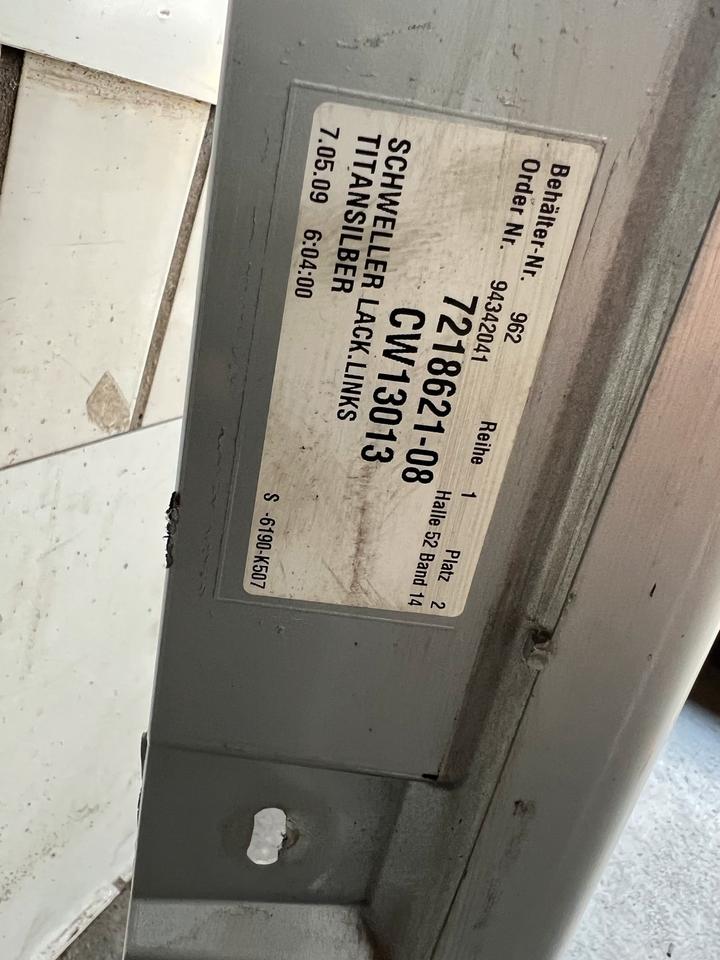 Behälter-Nr. 962 Reihe 1 Platz 2
Order Nr. 94342041 Halle 52 Band 14
7218621-08
CW13013
SCHWELLER LACK.LINKS
TITANSILBER
7.05.09 6:04:00 S -6190-K507